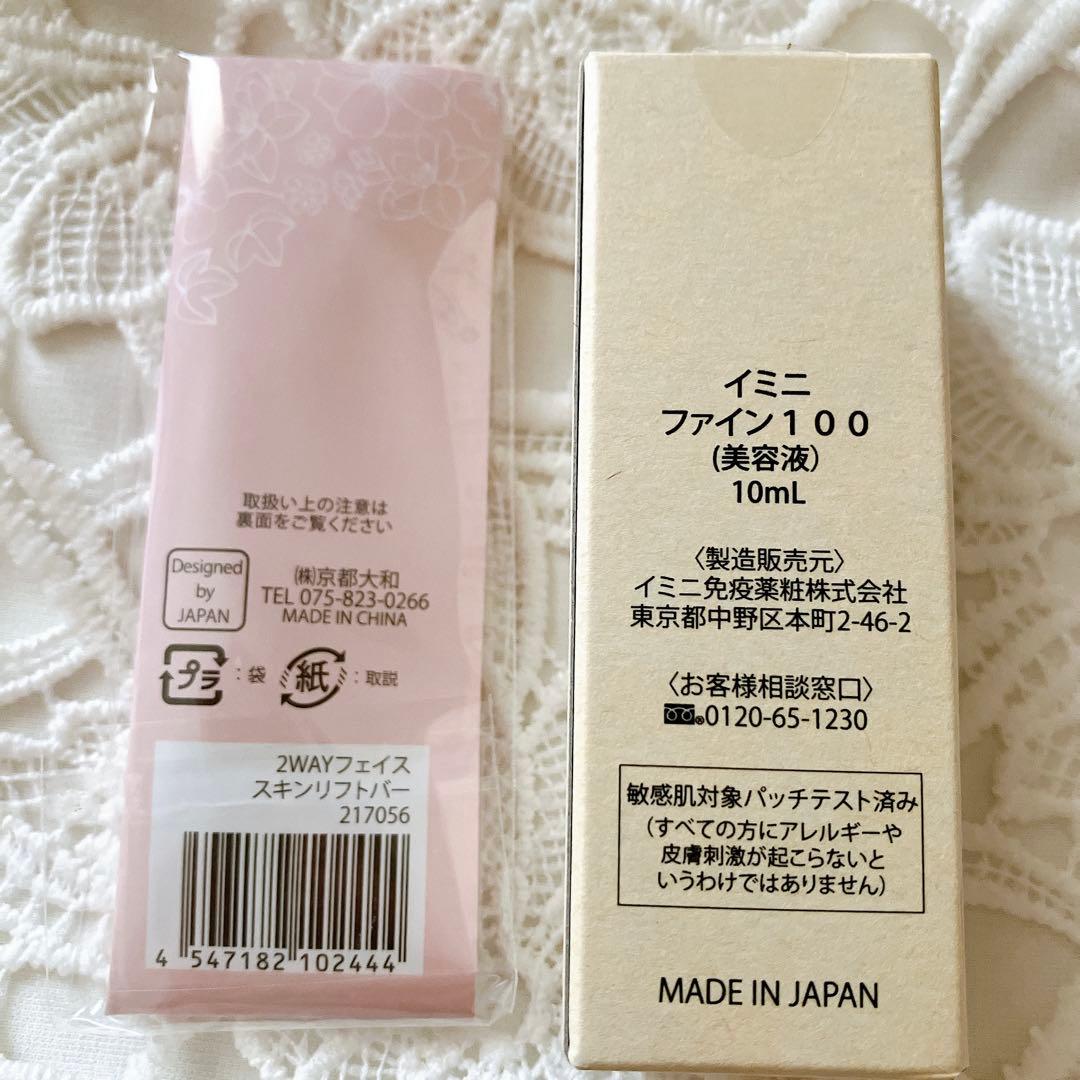 取扱い上の注意は
裏面をご覧ください
Designed
by
JAPAN
㈱京都大和
TEL 075-823-0266
MADE IN CHINA
プラ：袋
紙：取説
2WAYフェイス
スキンリフトバー
217056
4 547182 102444
イミニ
ファイン１００
(美容液)
10mL
〈製造販売元〉
イミニ免疫薬粧株式会社
東京都中野区本町2-46-2
〈お客様相談窓口〉
0120-65-1230
敏感肌対象パッチテスト済み
(すべての方にアレルギーや
皮膚刺激が起こらないと
いうわけではありません)
MADE IN JAPAN